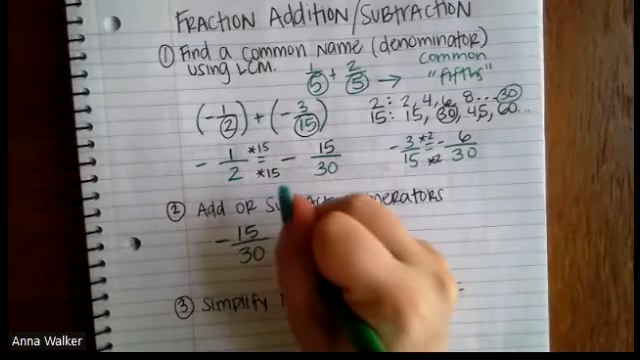 FRACTION ADDITION/SUBTRACTION
① Find a common name (denominator)
using LCM. 1/5 + 2/5 → common "fifths"
(-1/2) + (-3/15)
2: 2, 4, 6, 8...30
15: 15, 30, 45, 60...
- 1/2 *15/*15 = - 15/30
- 3/15 *2/*2 = - 6/30
② Add OR
- 15/30
③ Simplify
Anna Walker